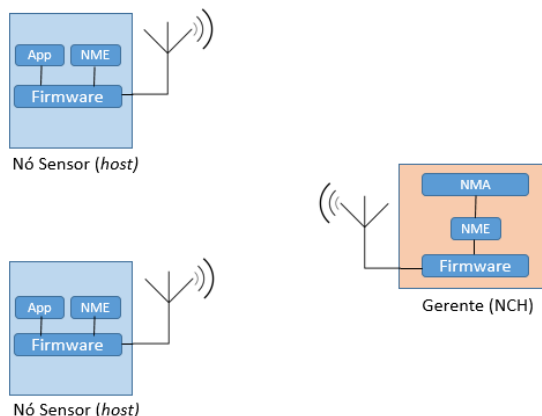 App NME
Firmware
Nó Sensor (host)
NMA
NME
Firmware
Gerente (NCH)
App NME
Firmware
Nó Sensor (host)